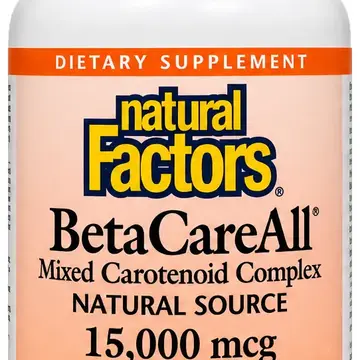 DIETARY SUPPLEMENT
natural
Factors®
BetaCareAll®
Mixed Carotenoid Complex
NATURAL SOURCE
15,000 mcg